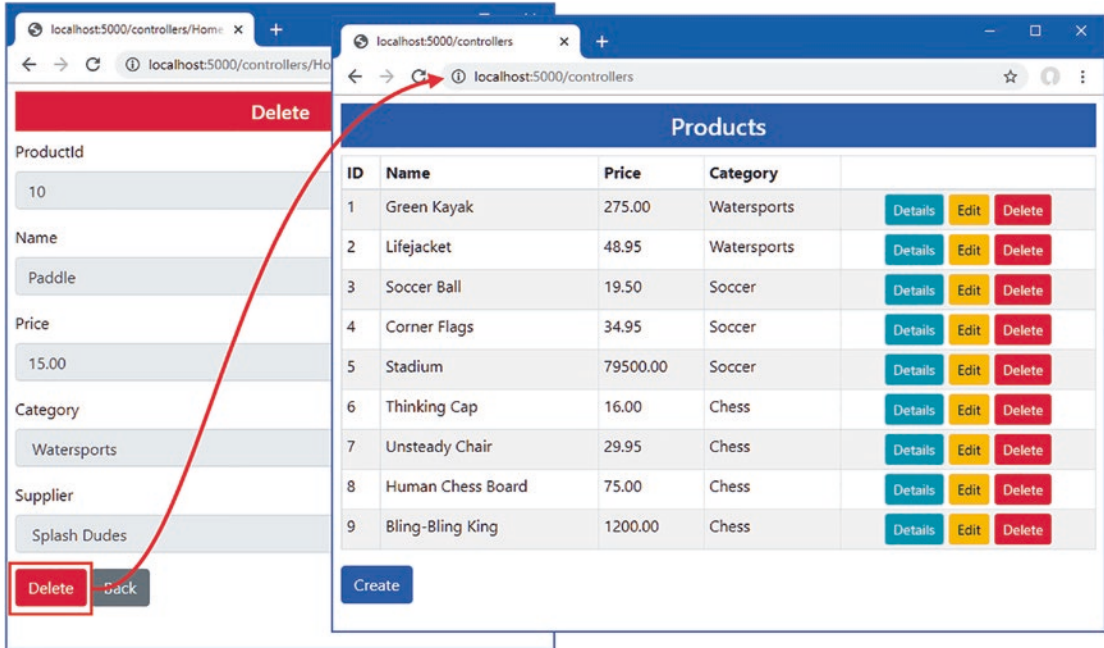 localhost:5000/controllers/Home
localhost:5000/controllers/Ho
Delete
ProductId
10
Name
Paddle
Price
15.00
Category
Watersports
Supplier
Splash Dudes
Delete Back
localhost:5000/controllers
localhost:5000/controllers
Products
ID Name Price Category
1 Green Kayak 275.00 Watersports Details Edit Delete
2 Lifejacket 48.95 Watersports Details Edit Delete
3 Soccer Ball 19.50 Soccer Details Edit Delete
4 Corner Flags 34.95 Soccer Details Edit Delete
5 Stadium 79500.00 Soccer Details Edit Delete
6 Thinking Cap 16.00 Chess Details Edit Delete
7 Unsteady Chair 29.95 Chess Details Edit Delete
8 Human Chess Board 75.00 Chess Details Edit Delete
9 Bling-Bling King 1200.00 Chess Details Edit Delete
Create